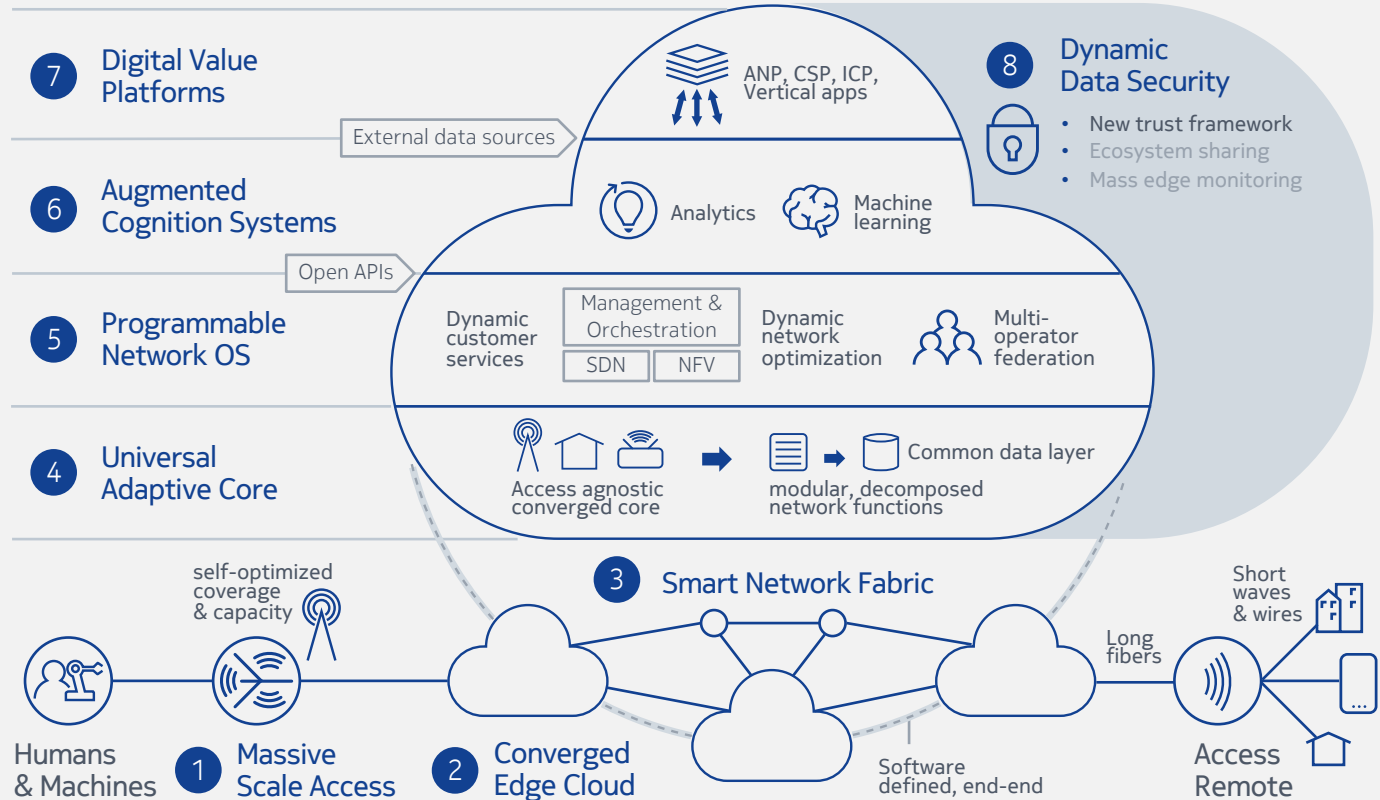 7
Digital Value
Platforms
ANP, CSP, ICP,
Vertical apps
8
Dynamic
Data Security
• New trust framework
• Ecosystem sharing
• Mass edge monitoring
External data sources
6
Augmented
Cognition Systems
Analytics
Machine
learning
Open APIs
5
Programmable
Network OS
Dynamic
customer
services
Management &
Orchestration
SDN
NFV
Dynamic
network
optimization
Multi-
operator
federation
4
Universal
Adaptive Core
Access agnostic
converged core
Common data layer
modular, decomposed
network functions
self-optimized
coverage
& capacity
3
Smart Network Fabric
Short
waves
& wires
Long
fibers
Humans
& Machines
1
Massive
Scale Access
2
Converged
Edge Cloud
Software
defined, end-end
Access
Remote